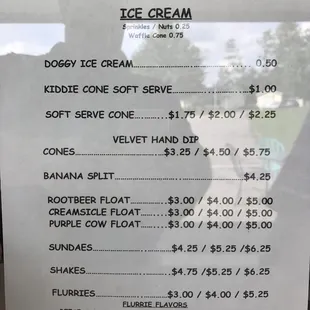 ICE CREAM
Sprinkles / Nuts 0.25
Waffle Cone 0.75
DOGGY ICE CREAM........................................ 0.50
KIDDIE CONE SOFT SERVE..........................$1.00
SOFT SERVE CONE............$1.75 / $2.00 / $2.25
VELVET HAND DIP
CONES.............................$3.25 / $4.50 / $5.75
BANANA SPLIT........................................$4.25
ROOTBEER FLOAT..........$3.00 / $4.00 / $5.00
CREAMSICLE FLOAT........$3.00 / $4.00 / $5.00
PURPLE COW FLOAT........$3.00 / $4.00 / $5.00
SUNDAES........................$4.25 / $5.25 /$6.25
SHAKES..........................$4.75 /$5.25 / $6.25
FLURRIES......................$3.00 / $4.00 / $5.25
FLURRIE FLAVORS